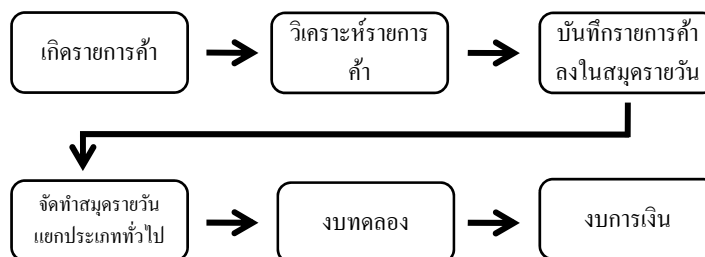 เกิดรายการค้า
วิเคราะห์รายการ
ค้า
บันทึกรายการค้า
ลงในสมุดรายวัน
จัดทำสมุดรายวัน
แยกประเภททั่วไป
งบทดลอง
งบการเงิน